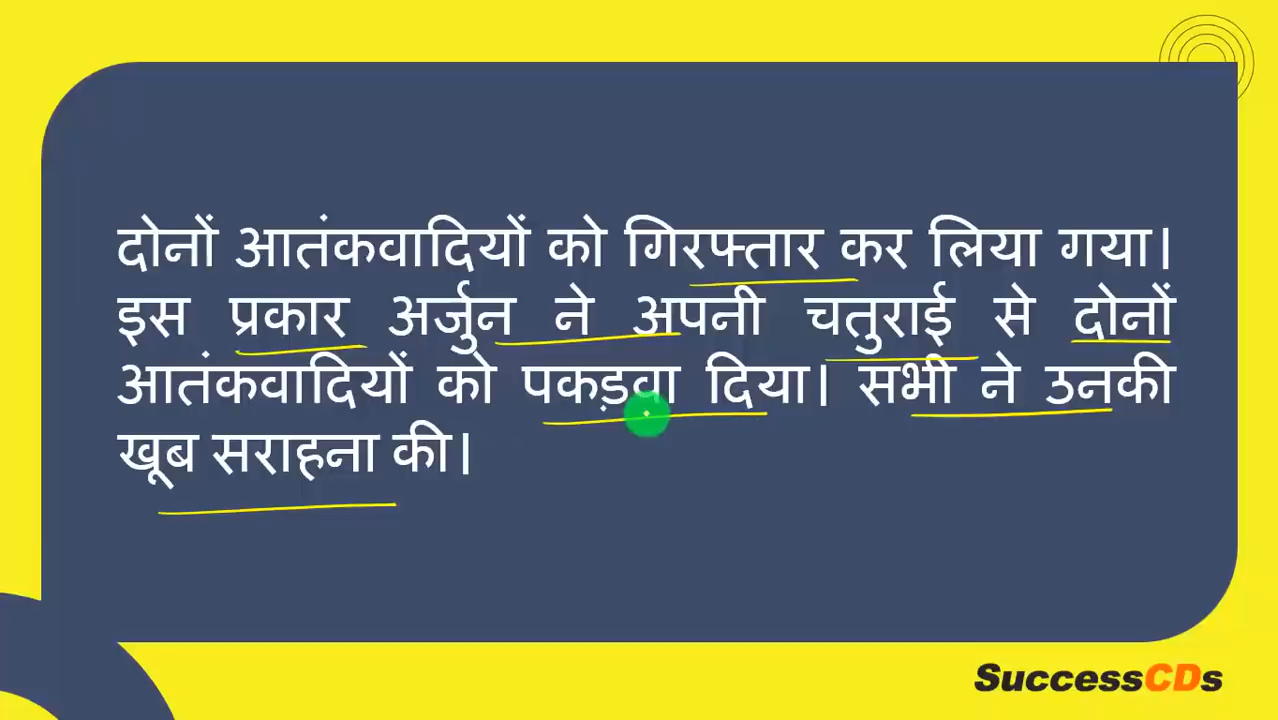 दोनों आतंकवादियों को गिरफ्तार कर लिया गया।
इस प्रकार अर्जुन ने अपनी चतुराई से दोनों
आतंकवादियों को पकड़वा दिया। सभी ने उनकी
खूब सराहना की।
SuccessCDs